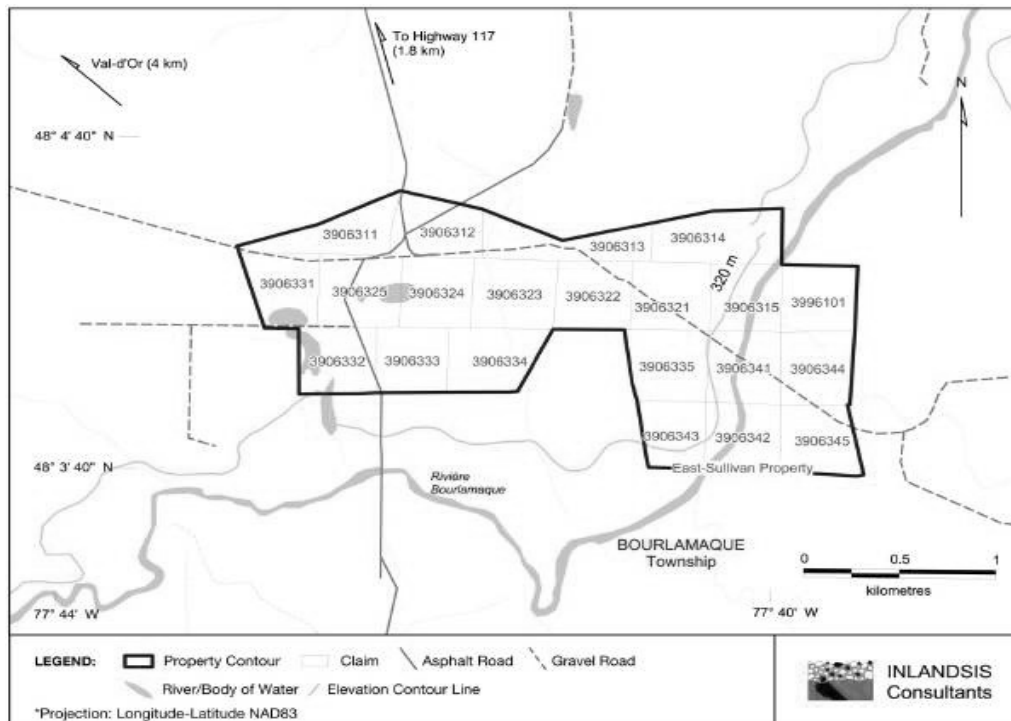 To Highway 117
(1.8 km)
Val-d'Or (4 km)
N
48° 4' 40" N
3906311
3906312
3906313
3906314
320 m
3906331
3906325
3906324
3906323
3906322
3906321
3906315
3996101
3906332
3906333
3906334
3906335
3906341
3906344
3906343
3906342
3906345
48° 3' 40" N
East-Sullivan Property
Rivière
Bourlamaque
BOURLAMAQUE
Township
0 0.5 1
kilometres
77° 44' W
77° 40' W
LEGEND: Property Contour Claim Asphalt Road Gravel Road
River/Body of Water Elevation Contour Line
*Projection: Longitude-Latitude NAD83
INLANDSIS
Consultants